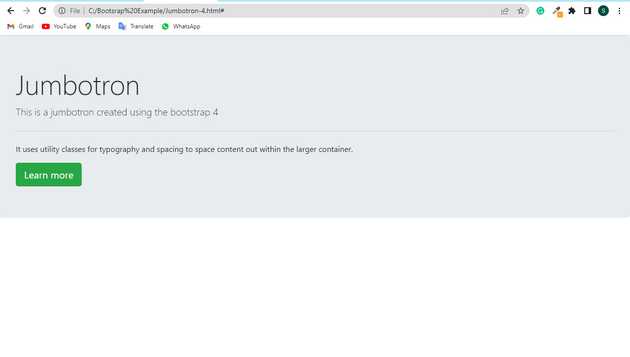 File C:/Bootsrap%20Example/Jumbotron-4.html#
S
Gmail YouTube Maps Translate WhatsApp
Jumbotron
This is a jumbotron created using the bootstrap 4
It uses utility classes for typography and spacing to space content out within the larger container.
Learn more